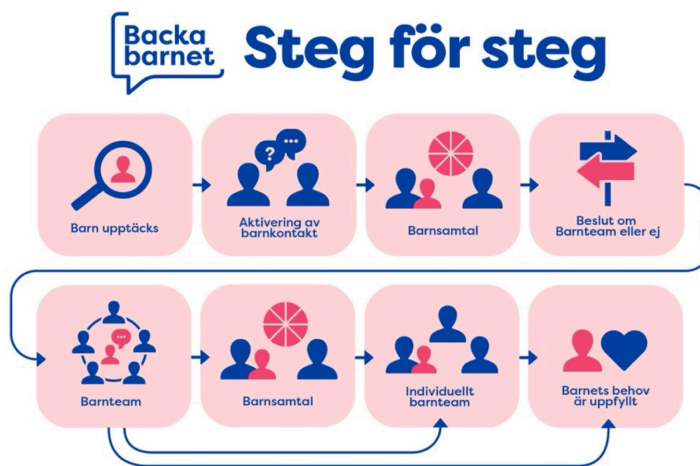 Backa
barnet
Steg för steg
?
Barn upptäcks
Aktivering av
barnkontakt
Barnsamtal
Beslut om
Barnteam eller ej
Barnteam
Barnsamtal
Individuellt
barnteam
Barnets behov
är uppfyllt